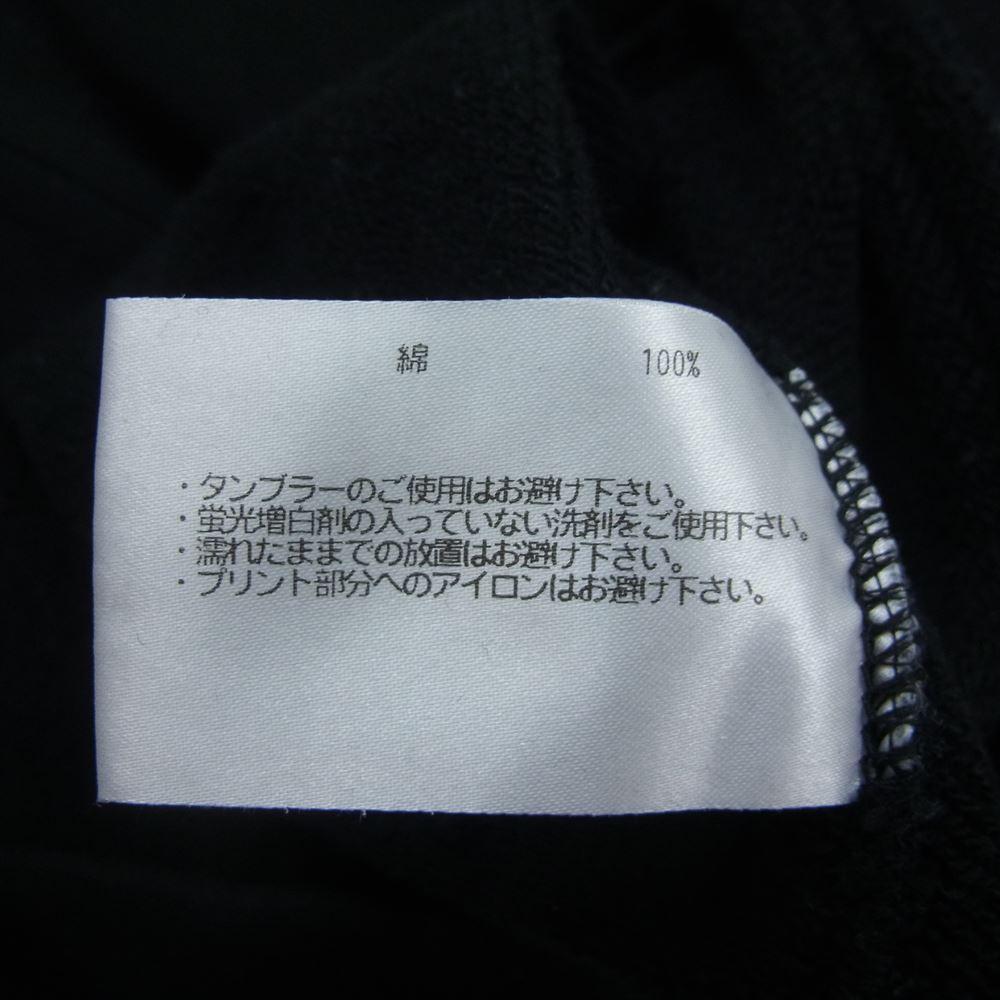 綿 100%
・タンブラーのご使用はお避け下さい。
・蛍光増白剤の入っていない洗剤をご使用下さい。
・濡れたままでの放置はお避け下さい。
・プリント部分へのアイロンはお避け下さい。